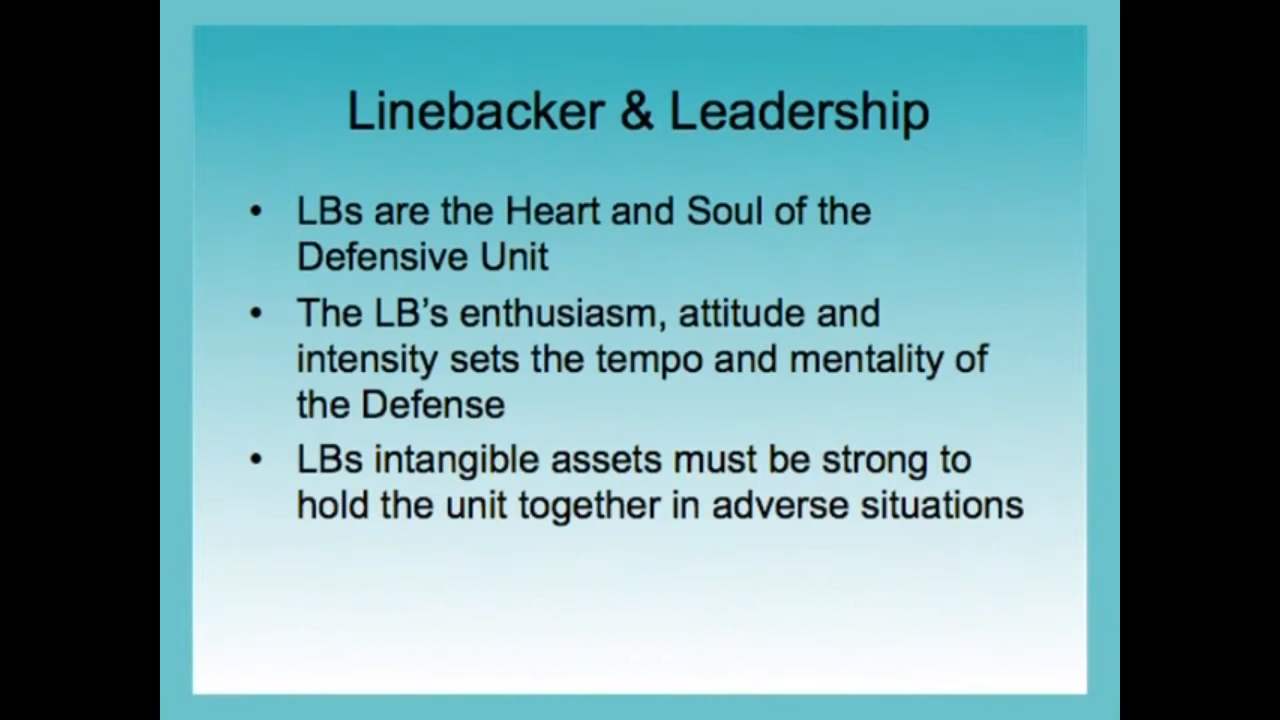 Linebacker & Leadership
• LBs are the Heart and Soul of the
Defensive Unit
• The LB’s enthusiasm, attitude and
intensity sets the tempo and mentality of
the Defense
• LBs intangible assets must be strong to
hold the unit together in adverse situations